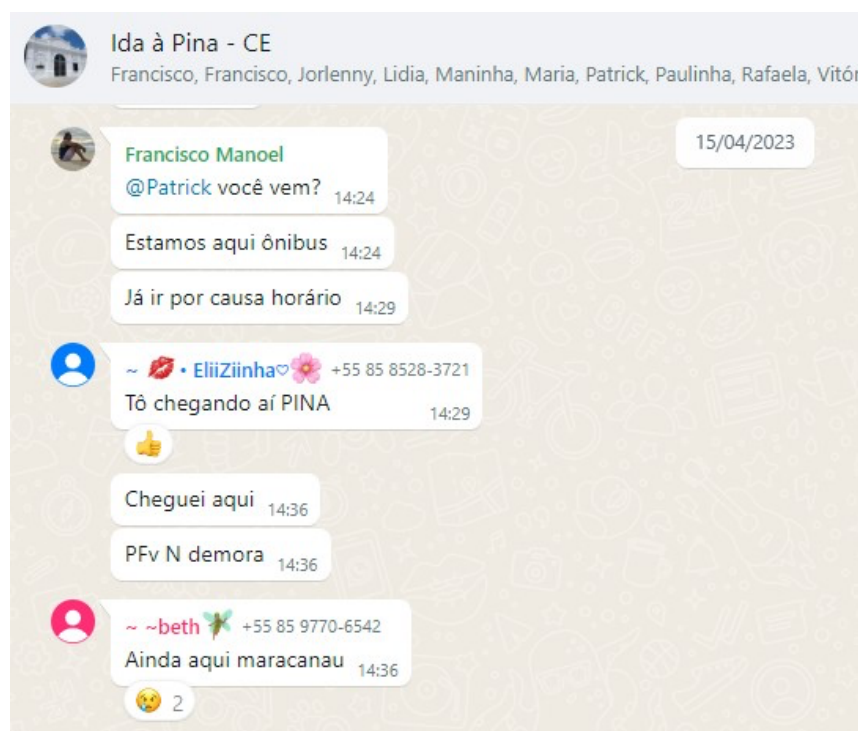 Ida à Pina - CE
Francisco, Francisco, Jorlenny, Lidia, Maninha, Maria, Patrick, Paulinha, Rafaela, Vitór
15/04/2023
Francisco Manoel
@Patrick você vem? 14:24
Estamos aqui ônibus 14:24
Já ir por causa horário 14:29
~ 💋 • EliiZiinha♡🌸 +55 85 8528-3721
Tô chegando aí PINA 14:29
Cheguei aqui 14:36
PFv N demora 14:36
~ ~beth🧚 +55 85 9770-6542
Ainda aqui maracanau 14:36
2